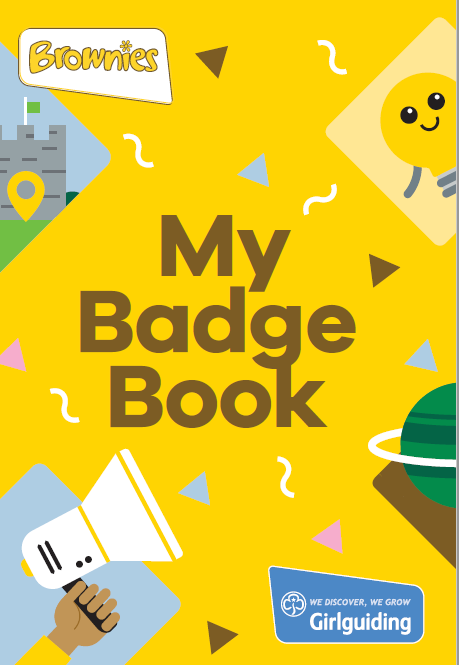 Brownies
My
Badge
Book
WE DISCOVER, WE GROW
Girlguiding